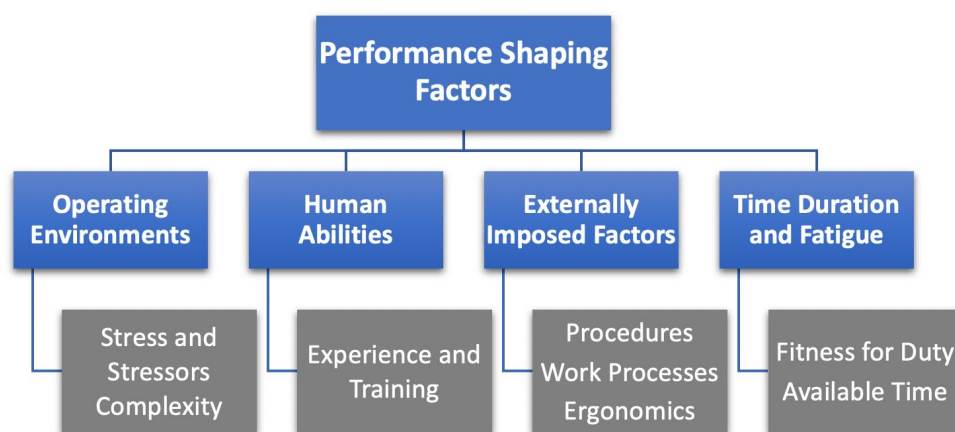 Performance Shaping
Factors
Operating
Environments
Human
Abilities
Externally
Imposed Factors
Time Duration
and Fatigue
Stress and
Stressors
Complexity
Experience and
Training
Procedures
Work Processes
Ergonomics
Fitness for Duty
Available Time